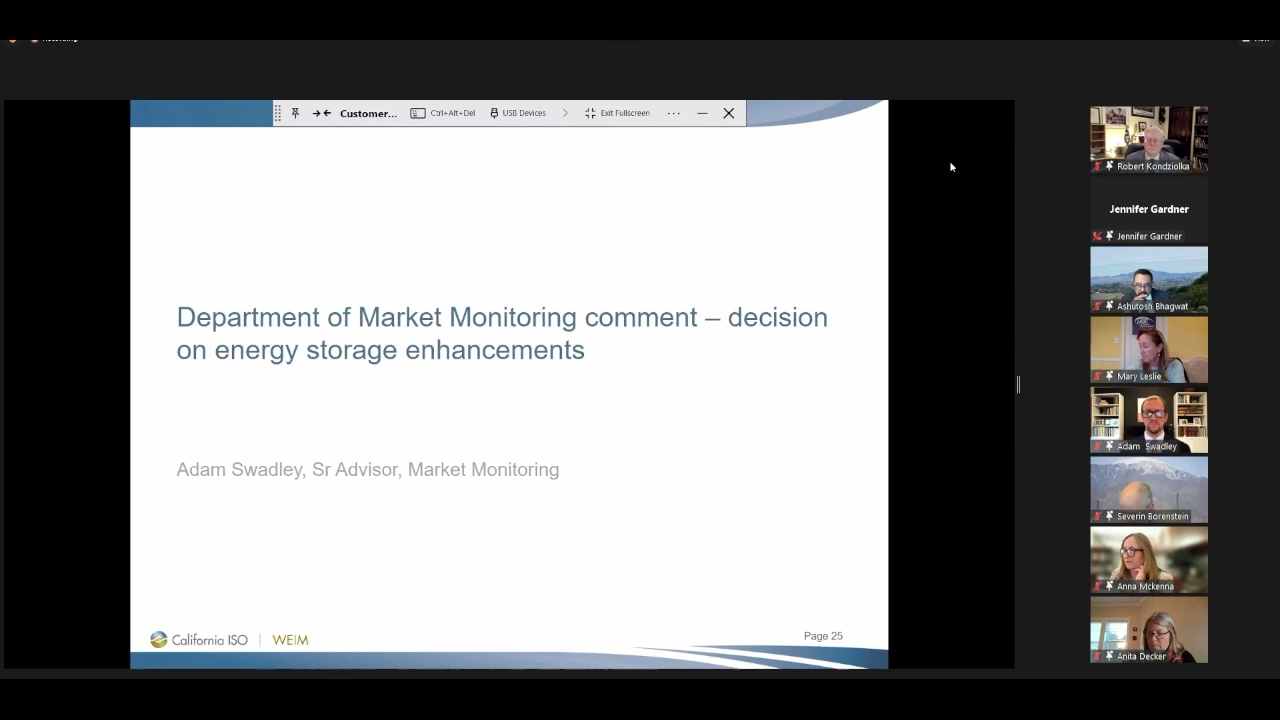 Customer...
Ctrl+Alt+Del
USB Devices
Exit Fullscreen
Department of Market Monitoring comment – decision
on energy storage enhancements
Adam Swadley, Sr Advisor, Market Monitoring
California ISO | WEIM
Page 25
Robert Kondziolka
Jennifer Gardner
Jennifer Gardner
Ashutosh Bhagwat
Mary Leslie
Adam Swadley
Severin Borenstein
Anna Mckenna
Anita Decker